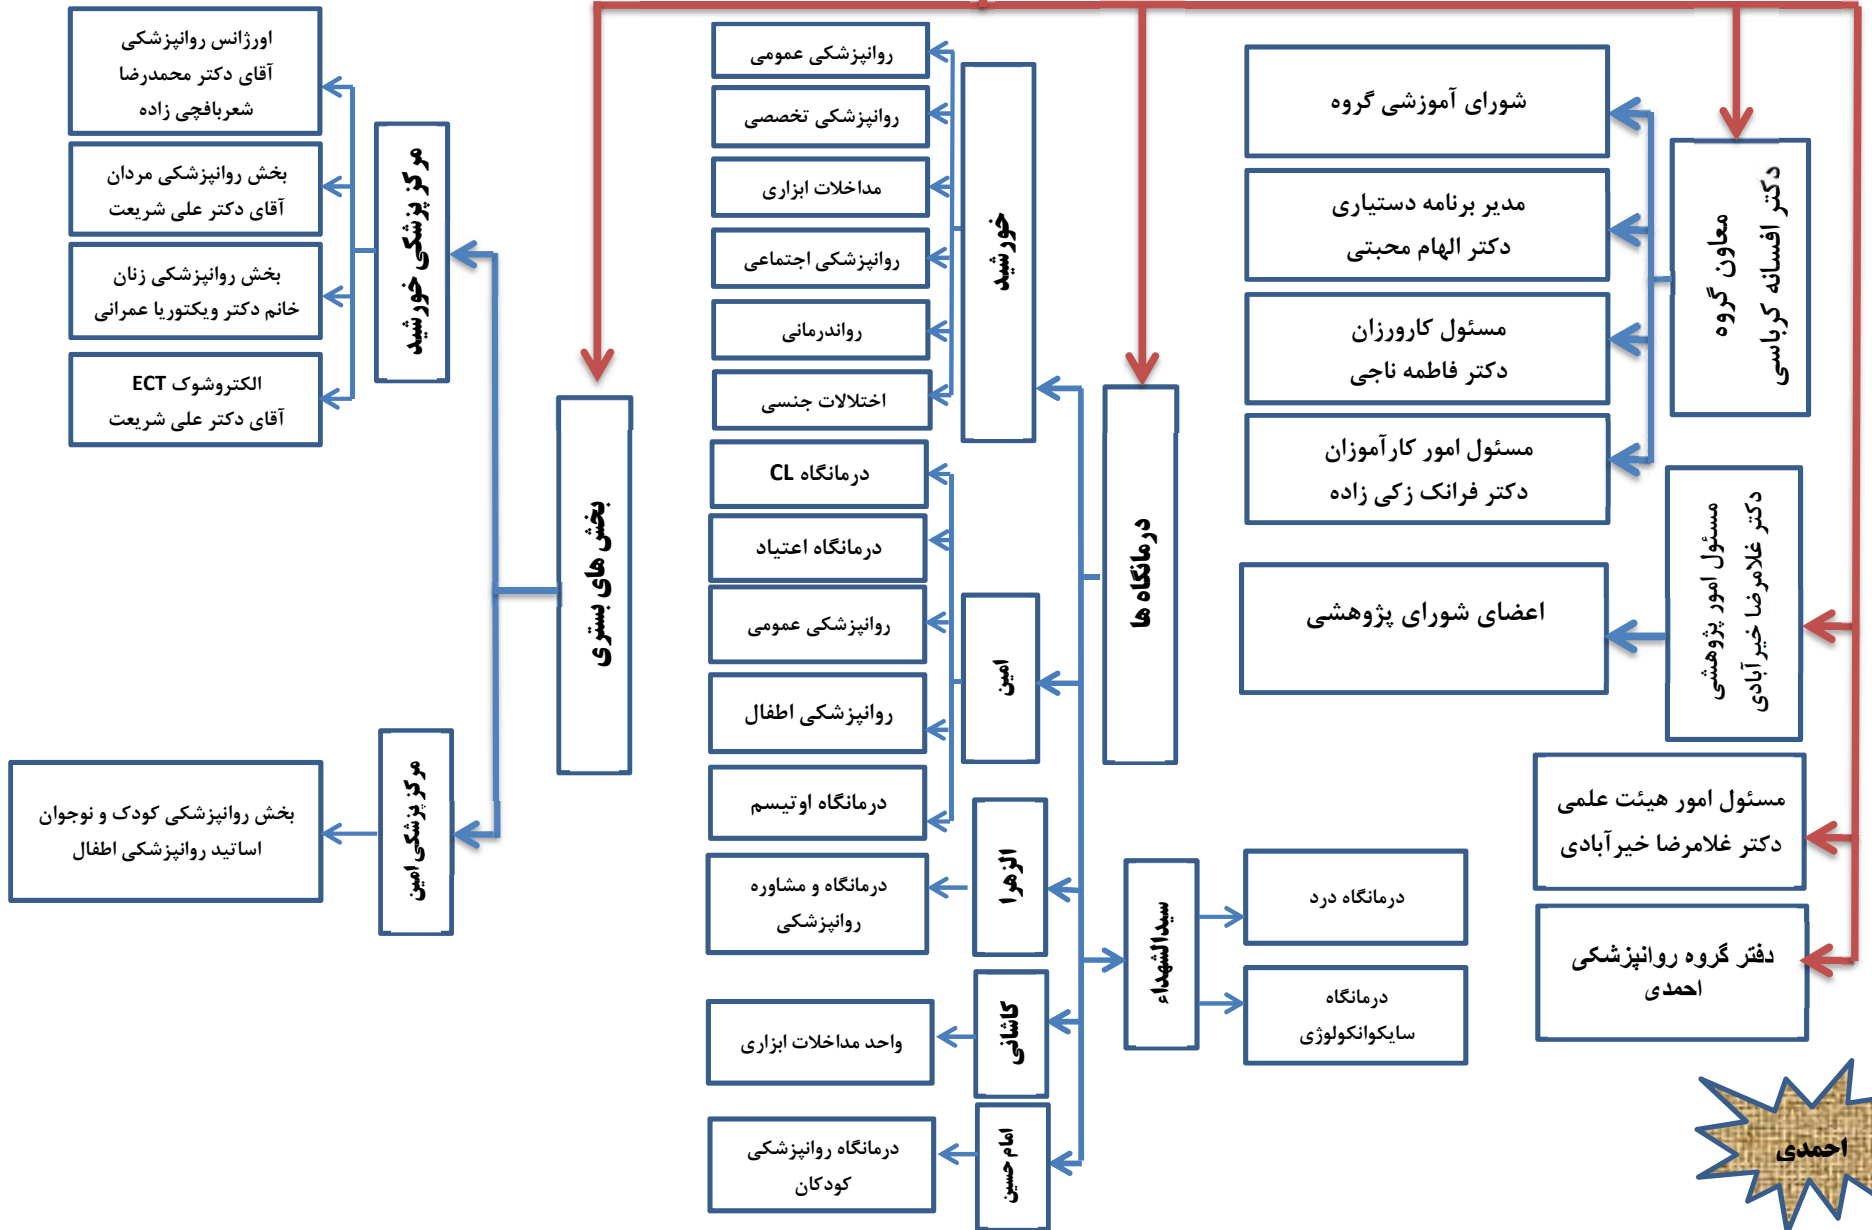 معاون گروه
دکتر افسانه کرباسی
شورای آموزشی گروه
مدیر برنامه دستیاری
دکتر الهام محبتی
مسئول کارورزان
دکتر فاطمه ناجی
مسئول امور کارآموزان
دکتر فرانک زکی زاده
مسئول امور پژوهشی
دکتر غلامرضا خیرآبادی
اعضای شورای پژوهشی
مسئول امور هیئت علمی
دکتر غلامرضا خیرآبادی
دفتر گروه روانپزشکی
احمدی
احمدی
درمانگاه ها
خورشید
روانپزشکی عمومی
روانپزشکی تخصصی
مداخلات ابزاری
روانپزشکی اجتماعی
رواندرمانی
اختلالات جنسی
امین
درمانگاه CL
درمانگاه اعتیاد
روانپزشکی عمومی
روانپزشکی اطفال
درمانگاه اوتیسم
الزهرا
درمانگاه و مشاوره
روانپزشکی
کاشانی
واحد مداخلات ابزاری
امام حسین
درمانگاه روانپزشکی
کودکان
سیدالشهداء
درمانگاه درد
درمانگاه
سایکوانکولوژی
بخش های بستری
مرکز پزشکی خورشید
اورژانس روانپزشکی
آقای دکتر محمدرضا
شعربافچی زاده
بخش روانپزشکی مردان
آقای دکتر علی شریعت
بخش روانپزشکی زنان
خانم دکتر ویکتوریا عمرانی
الکتروشوک ECT
آقای دکتر علی شریعت
مرکز پزشکی امین
بخش روانپزشکی کودک و نوجوان
اساتید روانپزشکی اطفال